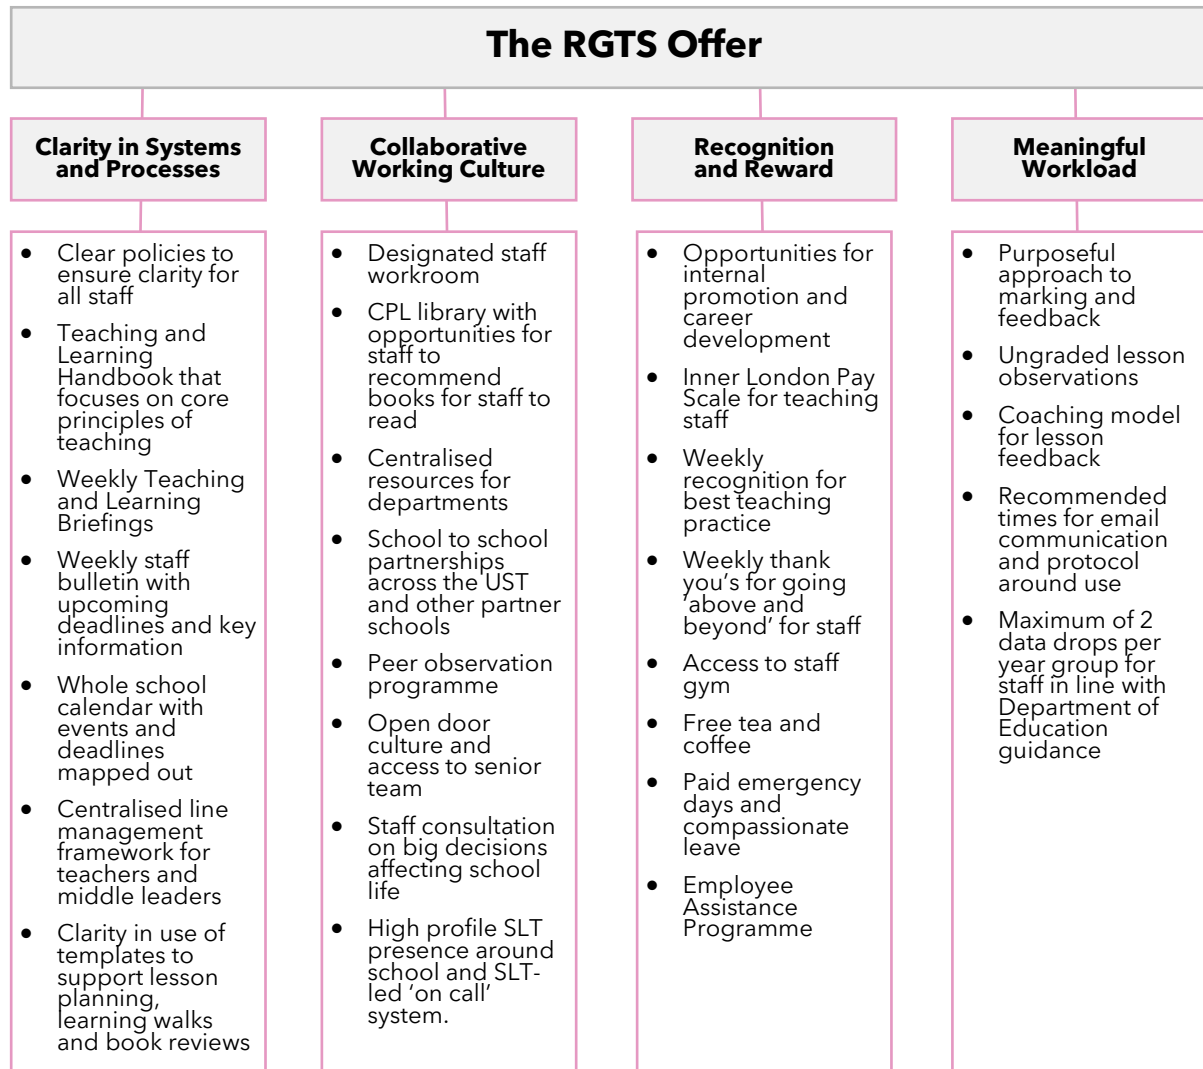 The RGTS Offer
Clarity in Systems
and Processes
• Clear policies to
ensure clarity for
all staff
• Teaching and
Learning
Handbook that
focuses on core
principles of
teaching
• Weekly Teaching
and Learning
Briefings
• Weekly staff
bulletin with
upcoming
deadlines and key
information
• Whole school
calendar with
events and
deadlines
mapped out
• Centralised line
management
framework for
teachers and
middle leaders
• Clarity in use of
templates to
support lesson
planning,
learning walks
and book reviews
Collaborative
Working Culture
• Designated staff
workroom
• CPL library with
opportunities for
staff to
recommend
books for staff to
read
• Centralised
resources for
departments
• School to school
partnerships
across the UST
and other partner
schools
• Peer observation
programme
• Open door
culture and
access to senior
team
• Staff consultation
on big decisions
affecting school
life
• High profile SLT
presence around
school and SLT-
led ‘on call’
system.
Recognition
and Reward
• Opportunities for
internal
promotion and
career
development
• Inner London Pay
Scale for teaching
staff
• Weekly
recognition for
best teaching
practice
• Weekly thank
you’s for going
‘above and
beyond’ for staff
• Access to staff
gym
• Free tea and
coffee
• Paid emergency
days and
compassionate
leave
• Employee
Assistance
Programme
Meaningful
Workload
• Purposeful
approach to
marking and
feedback
• Ungraded lesson
observations
• Coaching model
for lesson
feedback
• Recommended
times for email
communication
and protocol
around use
• Maximum of 2
data drops per
year group for
staff in line with
Department of
Education
guidance